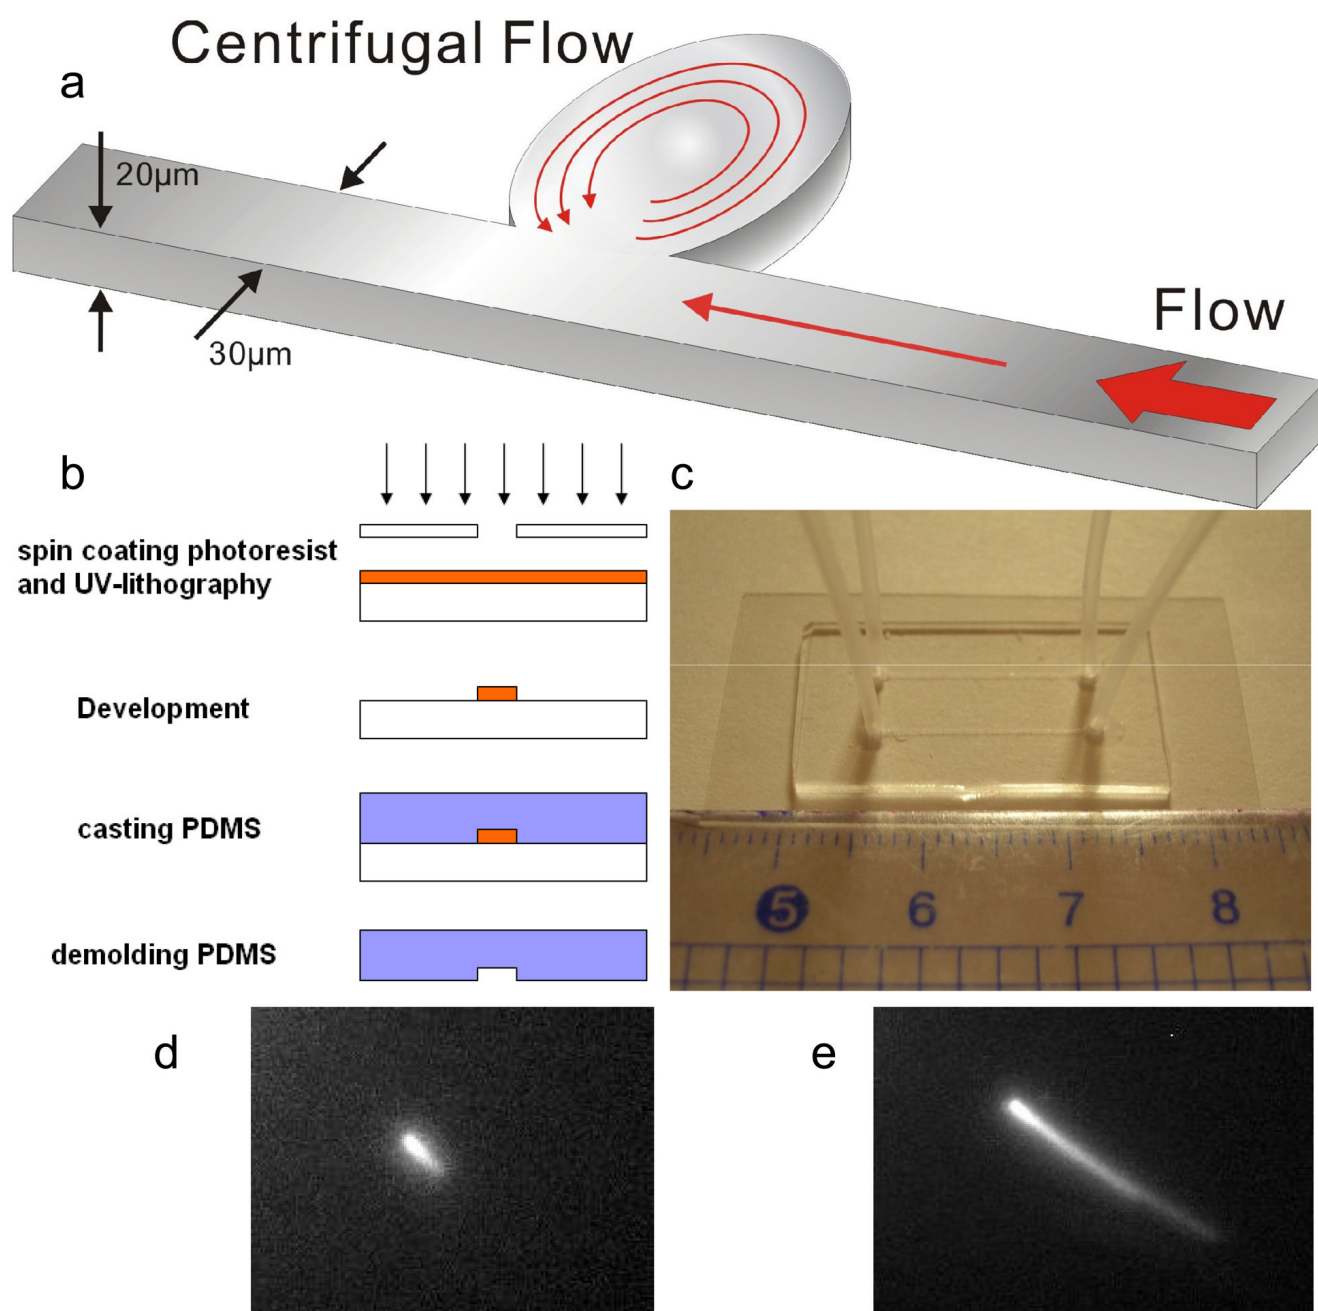 Centrifugal Flow
a
20μm
30μm
Flow
b
c
spin coating photoresist
and UV-lithography
Development
casting PDMS
demolding PDMS
5 6 7 8
d
e